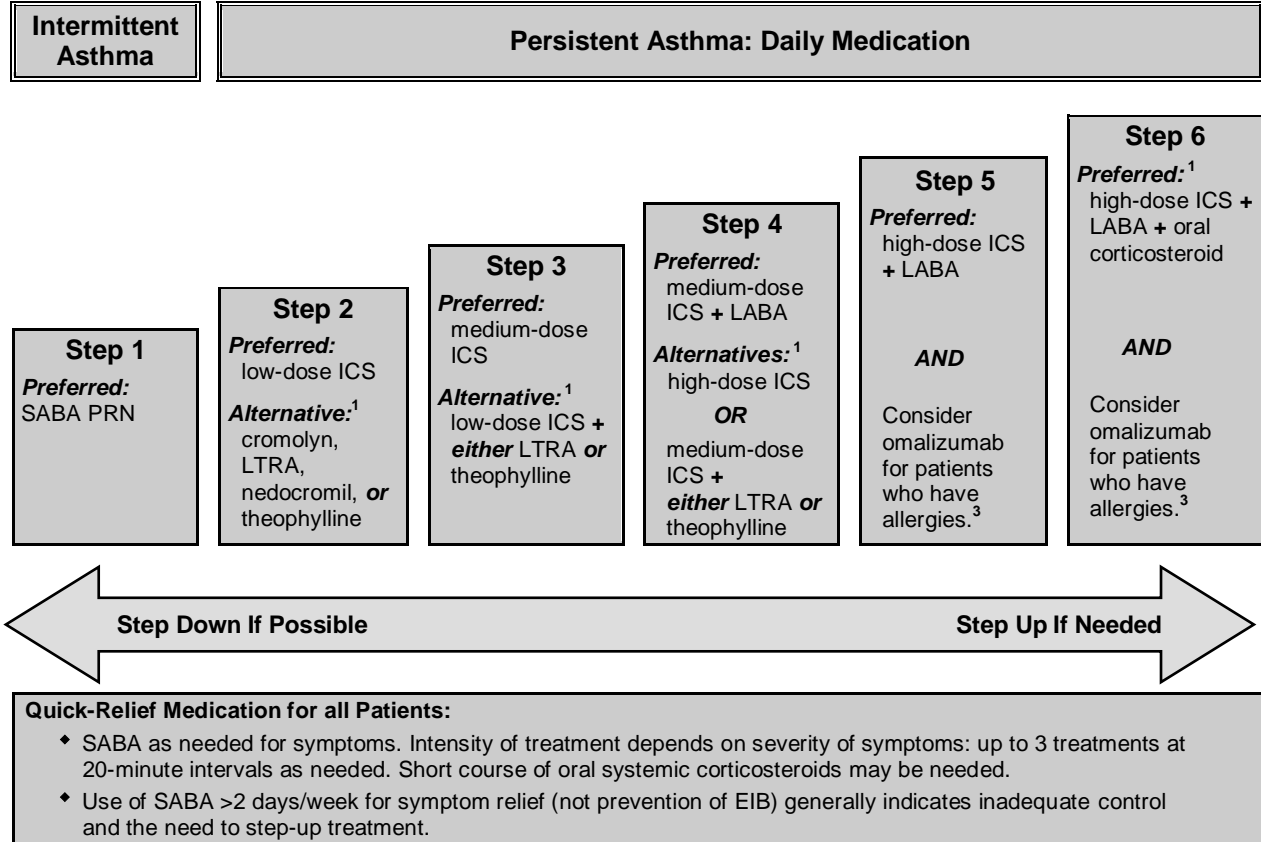 Intermittent
Asthma
Persistent Asthma: Daily Medication
Step 1
Preferred:
SABA PRN
Step 2
Preferred:
low-dose ICS
Alternative:1
cromolyn,
LTRA,
nedocromil, or
theophylline
Step 3
Preferred:
medium-dose
ICS
Alternative:1
low-dose ICS +
either LTRA or
theophylline
Step 4
Preferred:
medium-dose
ICS + LABA
Alternatives:1
high-dose ICS
OR
medium-dose
ICS +
either LTRA or
theophylline
Step 5
Preferred:
high-dose ICS
+ LABA
AND
Consider
omalizumab
for patients
who have
allergies.3
Step 6
Preferred:1
high-dose ICS +
LABA + oral
corticosteroid
AND
Consider
omalizumab
for patients
who have
allergies.3
Step Down If Possible
Step Up If Needed
Quick-Relief Medication for all Patients:
◆ SABA as needed for symptoms. Intensity of treatment depends on severity of symptoms: up to 3 treatments at
20-minute intervals as needed. Short course of oral systemic corticosteroids may be needed.
◆ Use of SABA >2 days/week for symptom relief (not prevention of EIB) generally indicates inadequate control
and the need to step-up treatment.